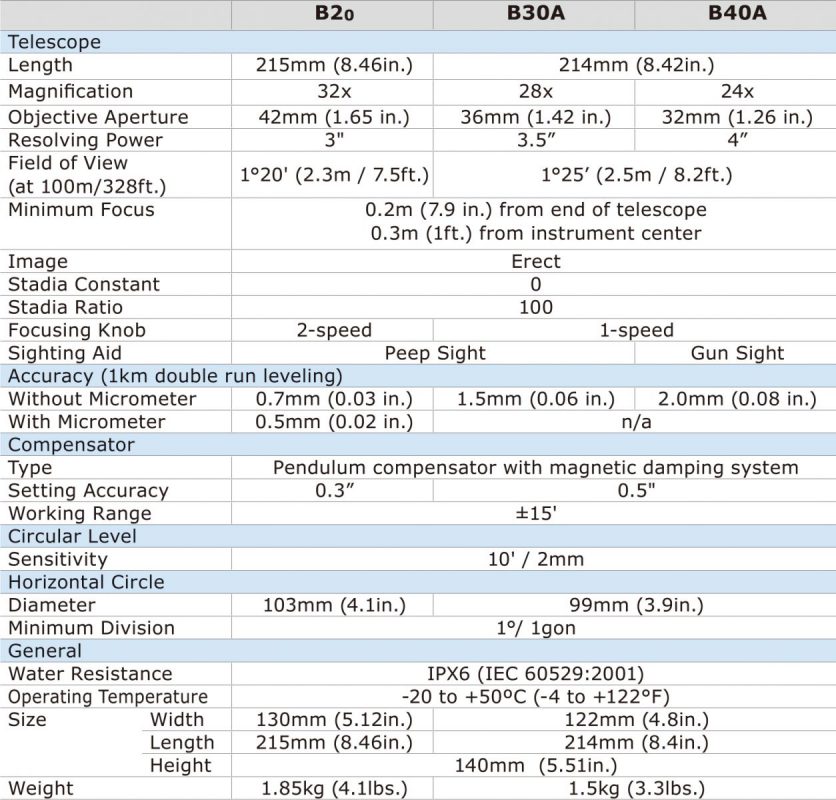 B20 B30A B40A
Telescope
Length 215mm (8.46in.) 214mm (8.42in.)
Magnification 32x 28x 24x
Objective Aperture 42mm (1.65 in.) 36mm (1.42 in.) 32mm (1.26 in.)
Resolving Power 3" 3.5” 4”
Field of View
(at 100m/328ft.) 1°20' (2.3m / 7.5ft.) 1°25’ (2.5m / 8.2ft.)
Minimum Focus 0.2m (7.9 in.) from end of telescope
0.3m (1ft.) from instrument center
Image Erect
Stadia Constant 0
Stadia Ratio 100
Focusing Knob 2-speed 1-speed
Sighting Aid Peep Sight Gun Sight
Accuracy (1km double run leveling)
Without Micrometer 0.7mm (0.03 in.) 1.5mm (0.06 in.) 2.0mm (0.08 in.)
With Micrometer 0.5mm (0.02 in.) n/a
Compensator
Type Pendulum compensator with magnetic damping system
Setting Accuracy 0.3” 0.5"
Working Range ±15'
Circular Level
Sensitivity 10' / 2mm
Horizontal Circle
Diameter 103mm (4.1in.) 99mm (3.9in.)
Minimum Division 1°/ 1gon
General
Water Resistance IPX6 (IEC 60529:2001)
Operating Temperature -20 to +50ºC (-4 to +122°F)
Size Width 130mm (5.12in.) 122mm (4.8in.)
Length 215mm (8.46in.) 214mm (8.4in.)
Height 140mm (5.51in.)
Weight 1.85kg (4.1lbs.) 1.5kg (3.3lbs.)